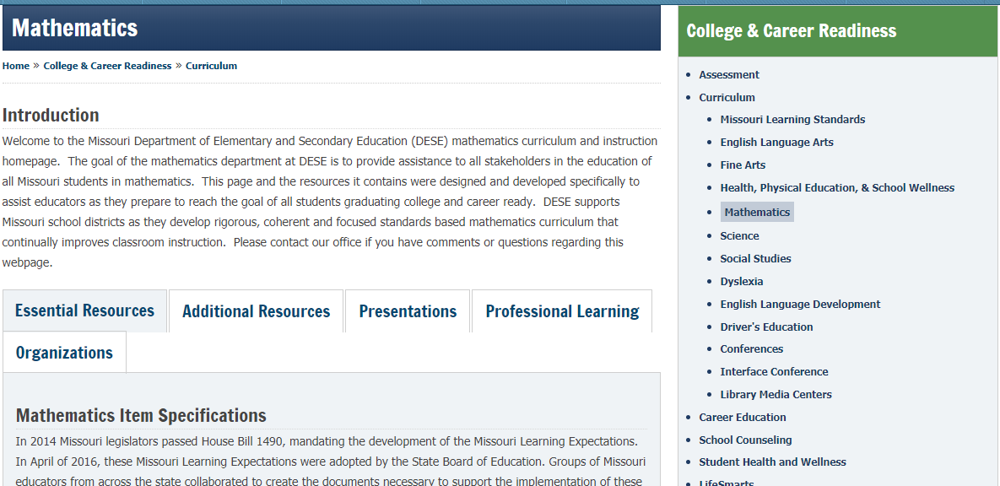 Mathematics
Home » College & Career Readiness » Curriculum
Introduction
Welcome to the Missouri Department of Elementary and Secondary Education (DESE) mathematics curriculum and instruction
homepage.  The goal of the mathematics department at DESE is to provide assistance to all stakeholders in the education of
all Missouri students in mathematics.  This page and the resources it contains were designed and developed specifically to
assist educators as they prepare to reach the goal of all students graduating college and career ready.  DESE supports
Missouri school districts as they develop rigorous, coherent and focused standards based mathematics curriculum that
continually improves classroom instruction.  Please contact our office if you have comments or questions regarding this
webpage.
Essential Resources
Additional Resources
Presentations
Professional Learning
Organizations
Mathematics Item Specifications
In 2014 Missouri legislators passed House Bill 1490, mandating the development of the Missouri Learning Expectations.
In April of 2016, these Missouri Learning Expectations were adopted by the State Board of Education. Groups of Missouri
educators from across the state collaborated to create the documents necessary to support the implementation of these
College & Career Readiness
Assessment
Curriculum
Missouri Learning Standards
English Language Arts
Fine Arts
Health, Physical Education, & School Wellness
Mathematics
Science
Social Studies
Dyslexia
English Language Development
Driver's Education
Conferences
Interface Conference
Library Media Centers
Career Education
School Counseling
Student Health and Wellness
LifeSmarts